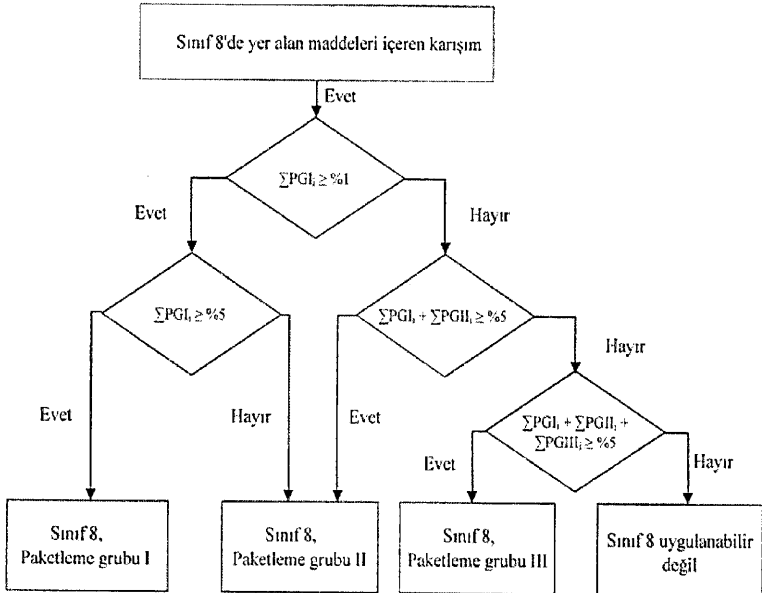 Sınıf 8'de yer alan maddeleri içeren karışım
Evet
∑PGIᵢ ≥ %1
Evet
Hayır
∑PGIᵢ ≥ %5
∑PGIᵢ + ∑PGIIᵢ ≥ %5
Hayır
Evet
Hayır
Evet
∑PGIᵢ + ∑PGIIᵢ +
∑PGIIIᵢ ≥ %5
Evet
Hayır
Sınıf 8,
Paketleme grubu I
Sınıf 8,
Paketleme grubu II
Sınıf 8,
Paketleme grubu III
Sınıf 8 uygulanabilir
değil